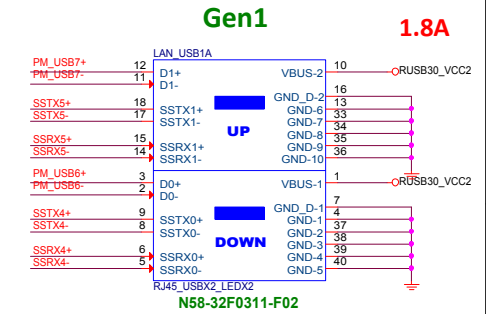 Gen1
1.8A
LAN_USB1A
PM_USB7+ 12 D1+ VBUS-2 10 RUSB30_VCC2
PM_USB7- 11 D1-
GND_D-2 16
SSTX5+ 18 SSTX1+ GND-6 13
SSTX5- 17 SSTX1- GND-7 33
UP GND-8 34
SSRX5+ 15 SSRX1+ GND-9 35
SSRX5- 14 SSRX1- GND-10 36
PM_USB6+ 3 D0+ VBUS-1 1 RUSB30_VCC2
PM_USB6- 2 D0-
GND_D-1 7
SSTX4+ 9 SSTX0+ GND-1 4
SSTX4- 8 SSTX0- GND-2 37
DOWN GND-3 38
SSRX4+ 6 SSRX0+ GND-4 39
SSRX4- 5 SSRX0- GND-5 40
RJ45_USBX2_LEDX2
N58-32F0311-F02